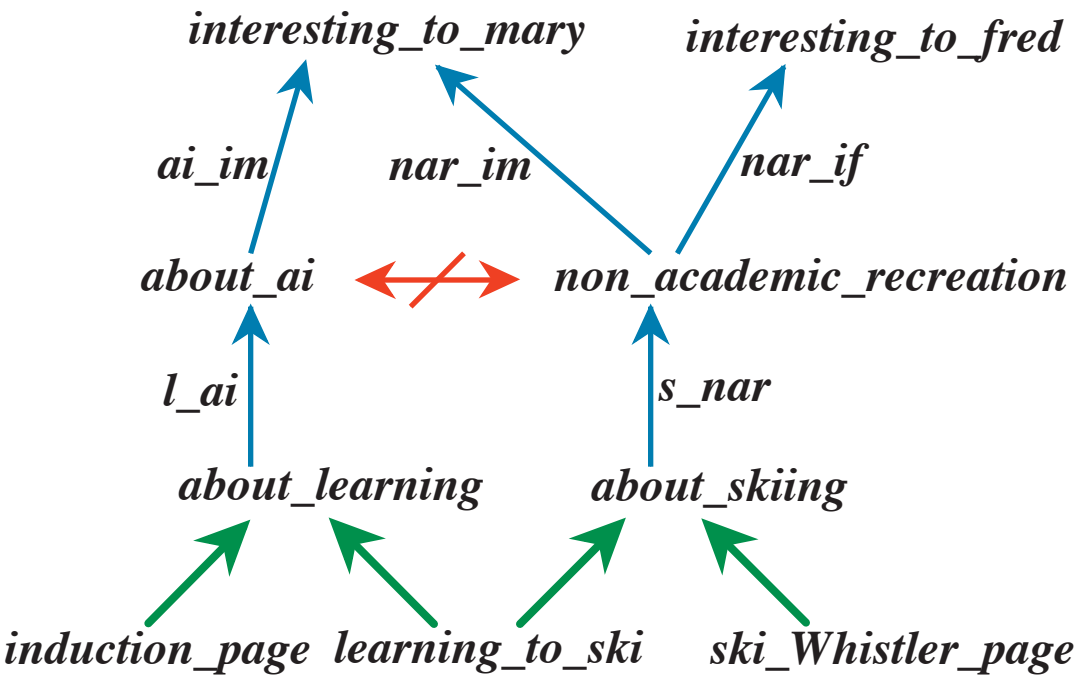 interesting_to_mary interesting_to_fred
ai_im nar_im nar_if
about_ai non_academic_recreation
l_ai s_nar
about_learning about_skiing
induction_page learning_to_ski ski_Whistler_page